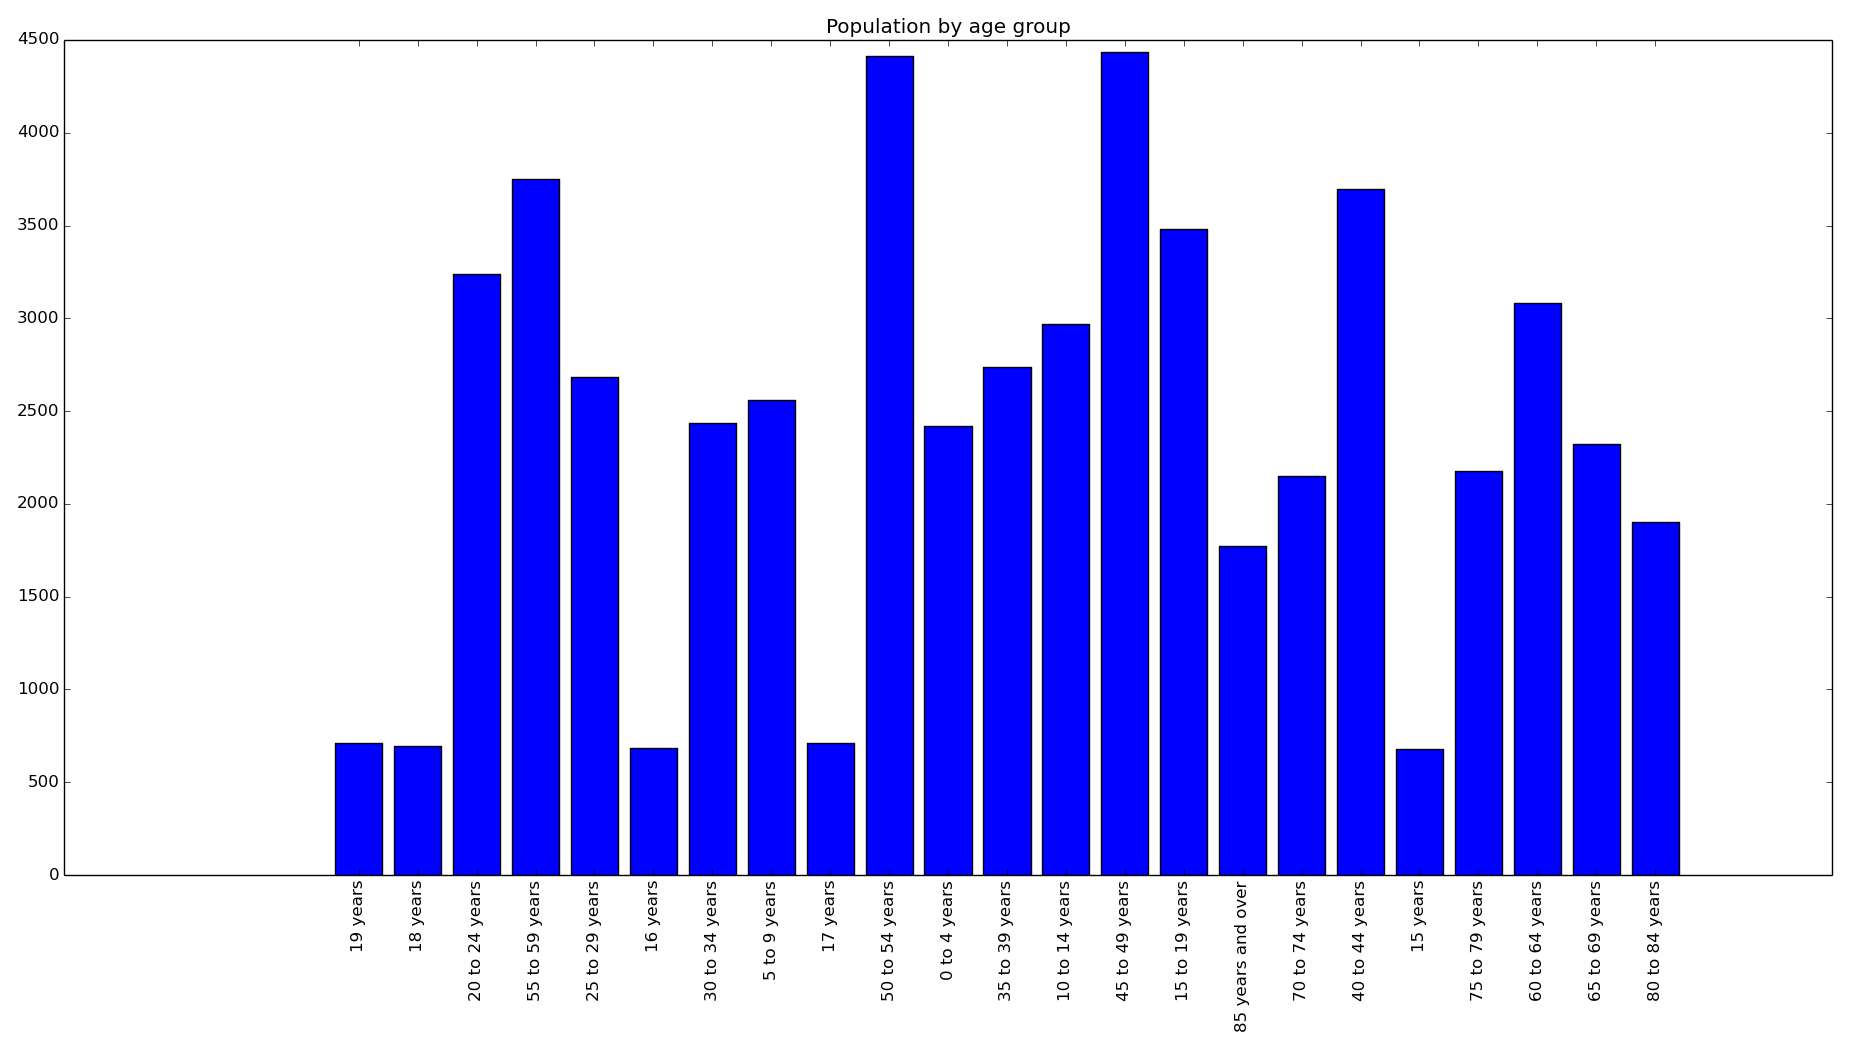 Population by age group
4500
4000
3500
3000
2500
2000
1500
1000
500
0
19 years
18 years
20 to 24 years
55 to 59 years
25 to 29 years
16 years
30 to 34 years
5 to 9 years
17 years
50 to 54 years
0 to 4 years
35 to 39 years
10 to 14 years
45 to 49 years
15 to 19 years
85 years and over
70 to 74 years
40 to 44 years
15 years
75 to 79 years
60 to 64 years
65 to 69 years
80 to 84 years